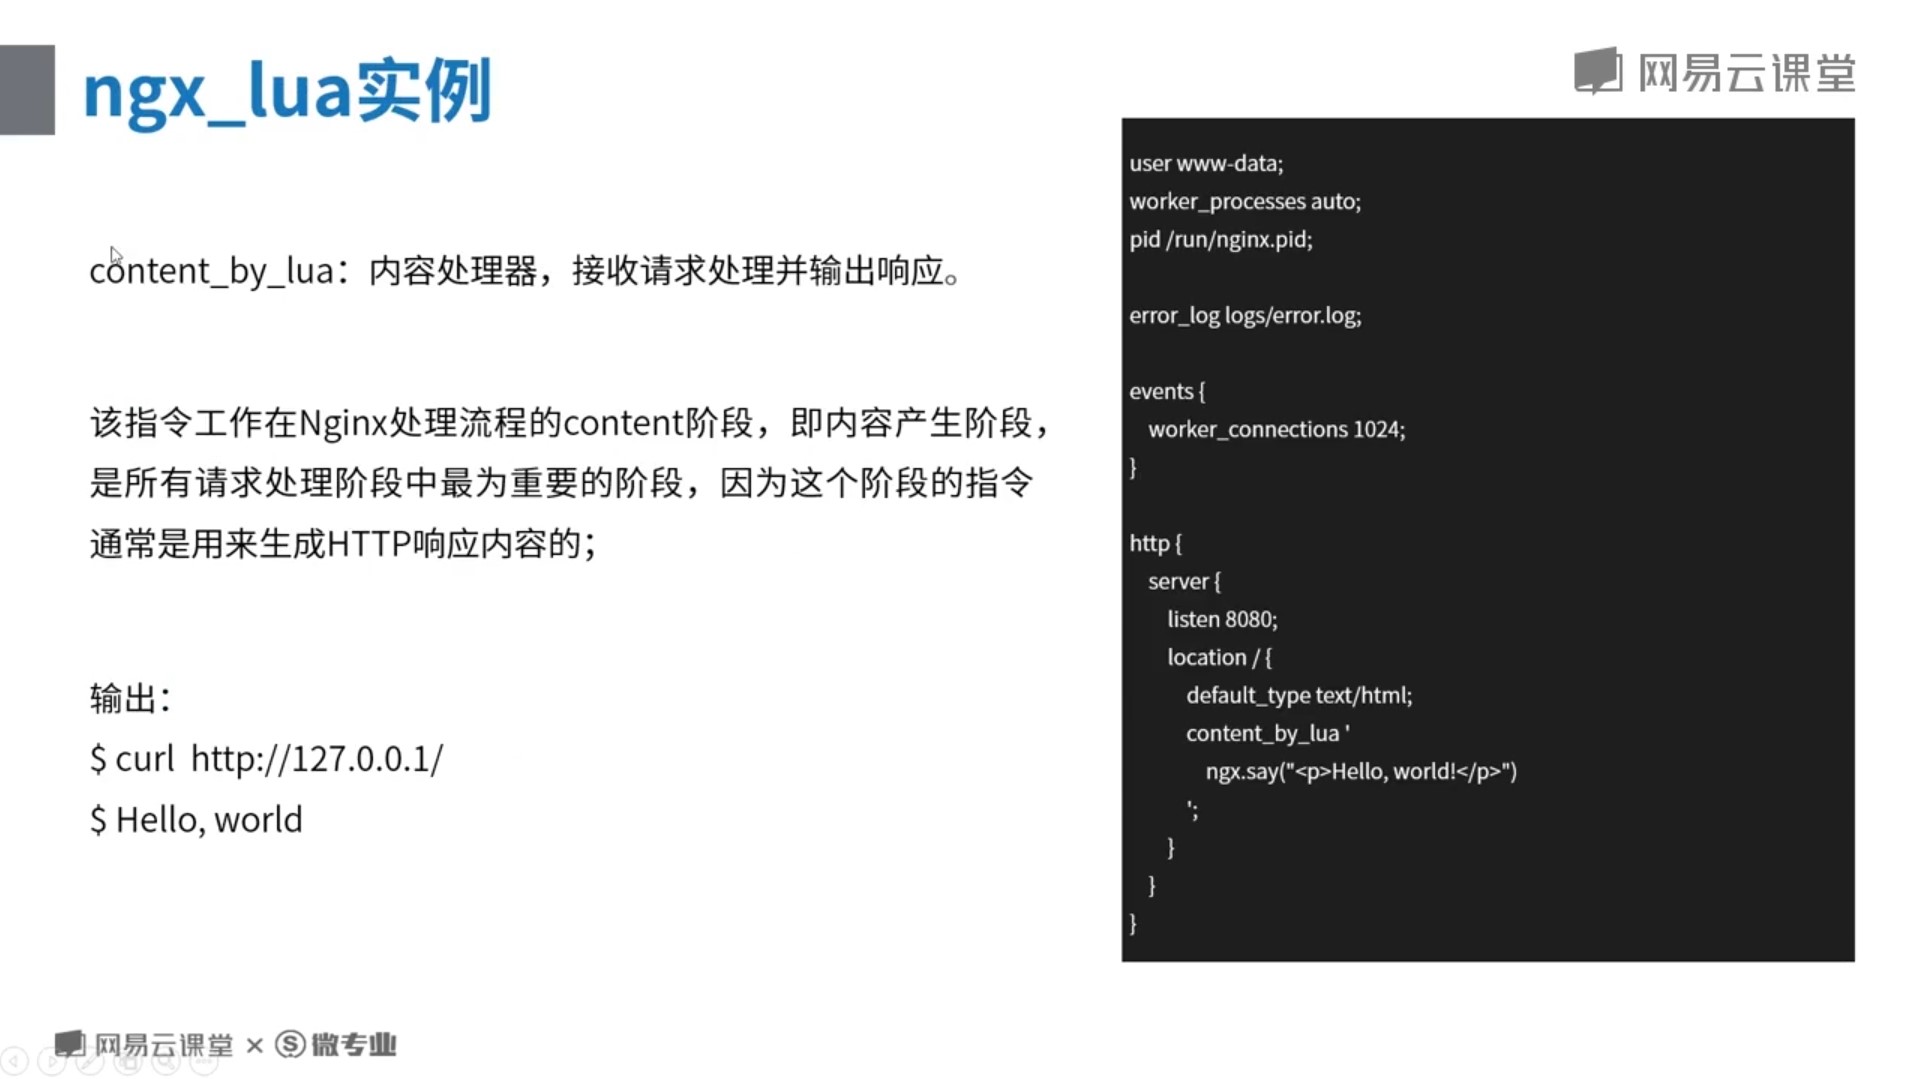 ngx_lua实例
网易云课堂
content_by_lua：内容处理器，接收请求处理并输出响应。
该指令工作在Nginx处理流程的content阶段，即内容产生阶段，
是所有请求处理阶段中最为重要的阶段，因为这个阶段的指令
通常是用来生成HTTP响应内容的；
输出：
$ curl  http://127.0.0.1/
$ Hello, world
user www-data;
worker_processes auto;
pid /run/nginx.pid;
error_log logs/error.log;
events {
worker_connections 1024;
}
http {
server {
listen 8080;
location / {
default_type text/html;
content_by_lua '
ngx.say("<p>Hello, world!</p>")
';
}
}
}
网易云课堂 × Ⓢ微专业